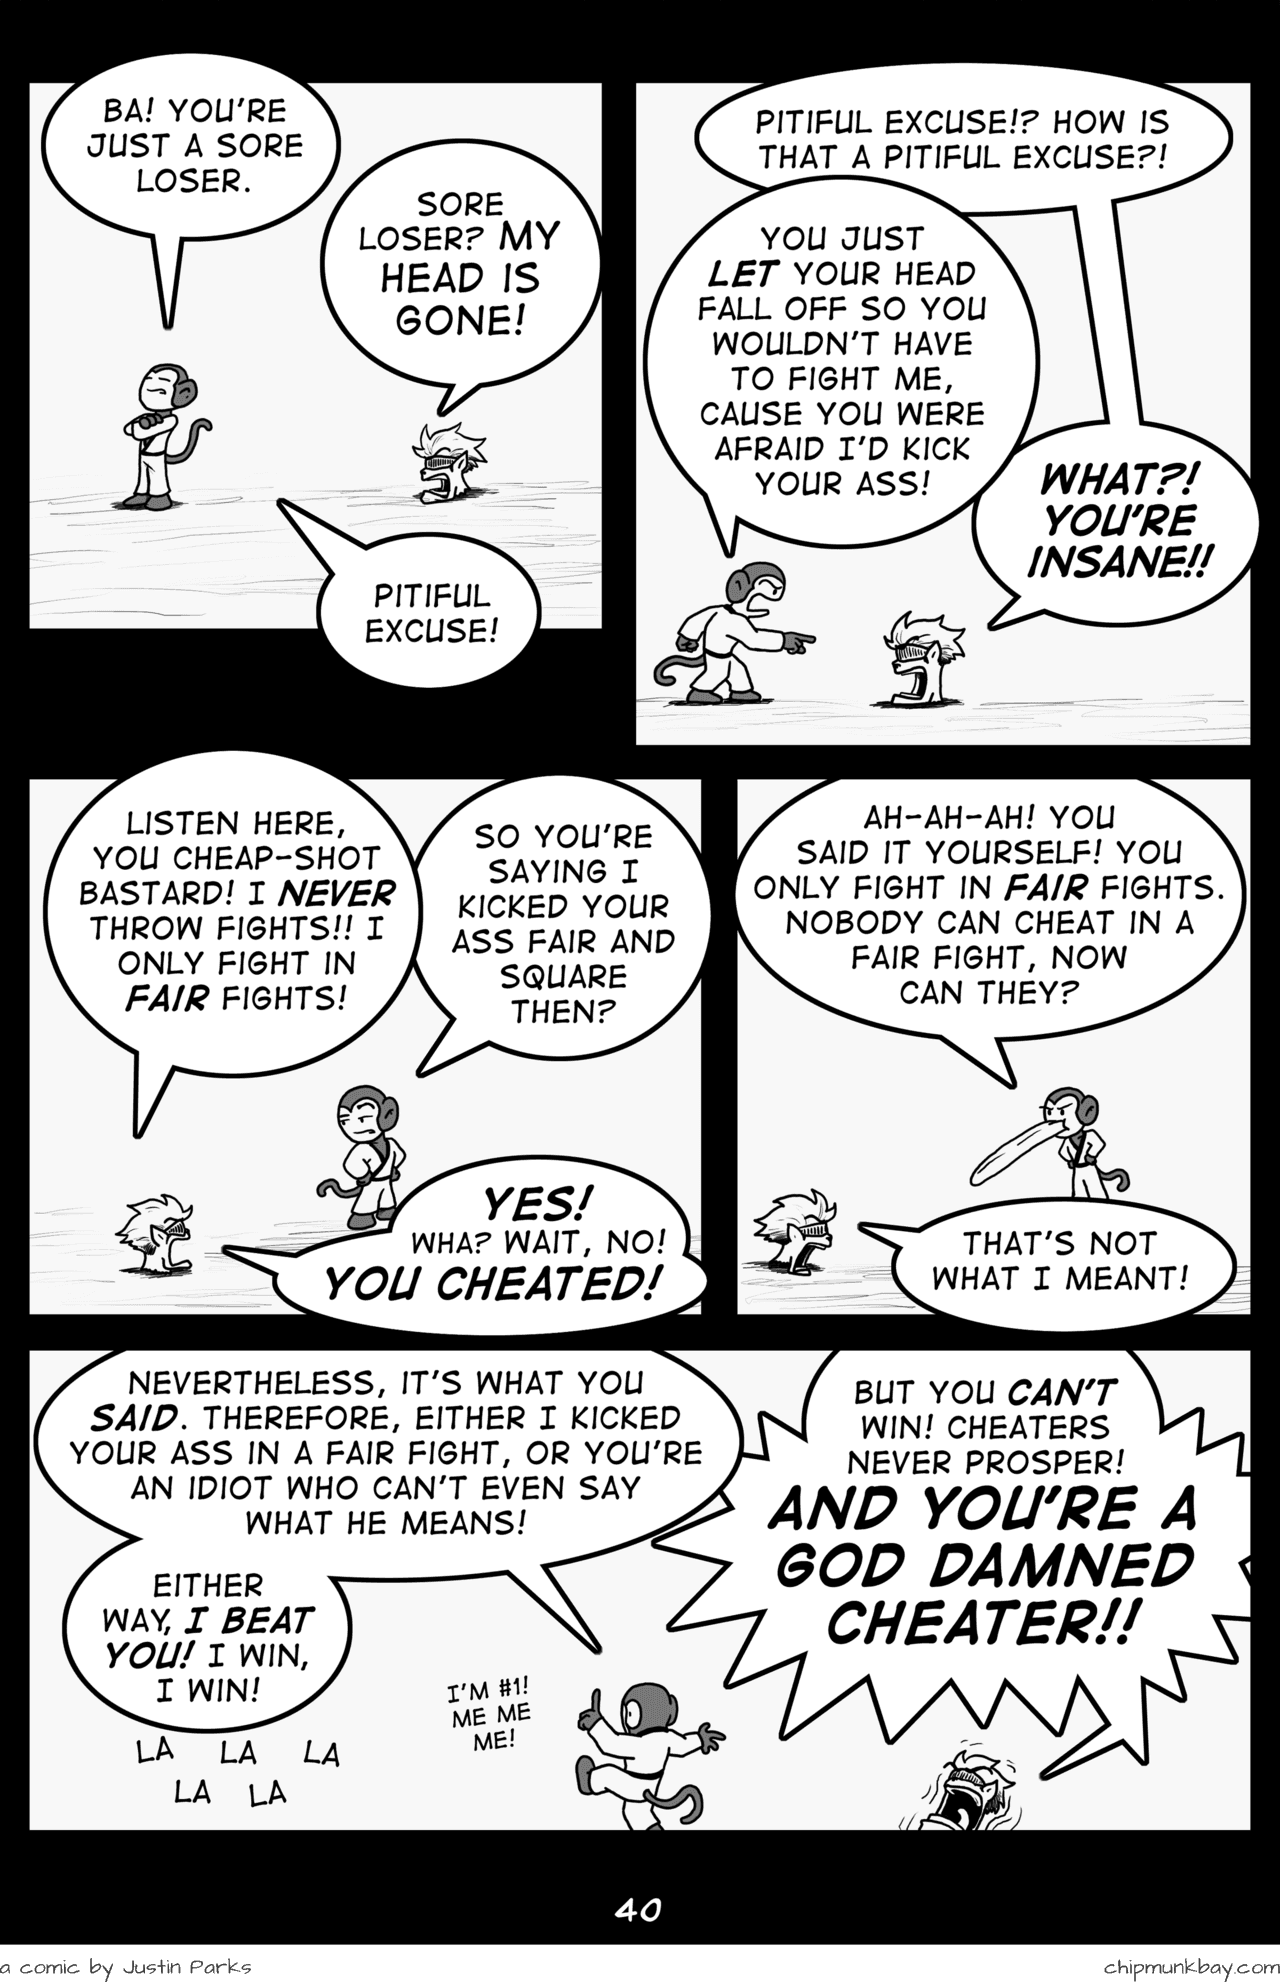 BA! YOU'RE
JUST A SORE
LOSER.
SORE
LOSER? MY
HEAD IS
GONE!
PITIFUL
EXCUSE!
PITIFUL EXCUSE!? HOW IS
THAT A PITIFUL EXCUSE?!
YOU JUST
LET YOUR HEAD
FALL OFF SO YOU
WOULDN'T HAVE
TO FIGHT ME,
CAUSE YOU WERE
AFRAID I'D KICK
YOUR ASS!
WHAT?!
YOU'RE
INSANE!!
LISTEN HERE,
YOU CHEAP-SHOT
BASTARD! I NEVER
THROW FIGHTS!! I
ONLY FIGHT IN
FAIR FIGHTS!
SO YOU'RE
SAYING I
KICKED YOUR
ASS FAIR AND
SQUARE
THEN?
YES!
WHA? WAIT, NO!
YOU CHEATED!
AH-AH-AH! YOU
SAID IT YOURSELF! YOU
ONLY FIGHT IN FAIR FIGHTS.
NOBODY CAN CHEAT IN A
FAIR FIGHT, NOW
CAN THEY?
THAT'S NOT
WHAT I MEANT!
NEVERTHELESS, IT'S WHAT YOU
SAID. THEREFORE, EITHER I KICKED
YOUR ASS IN A FAIR FIGHT, OR YOU'RE
AN IDIOT WHO CAN'T EVEN SAY
WHAT HE MEANS!
EITHER
WAY, I BEAT
YOU! I WIN,
I WIN!
LA LA LA
LA LA
I'M #1!
ME ME
ME!
BUT YOU CAN'T
WIN! CHEATERS
NEVER PROSPER!
AND YOU'RE A
GOD DAMNED
CHEATER!!
40
a comic by Justin Parks
chipmunkbay.com